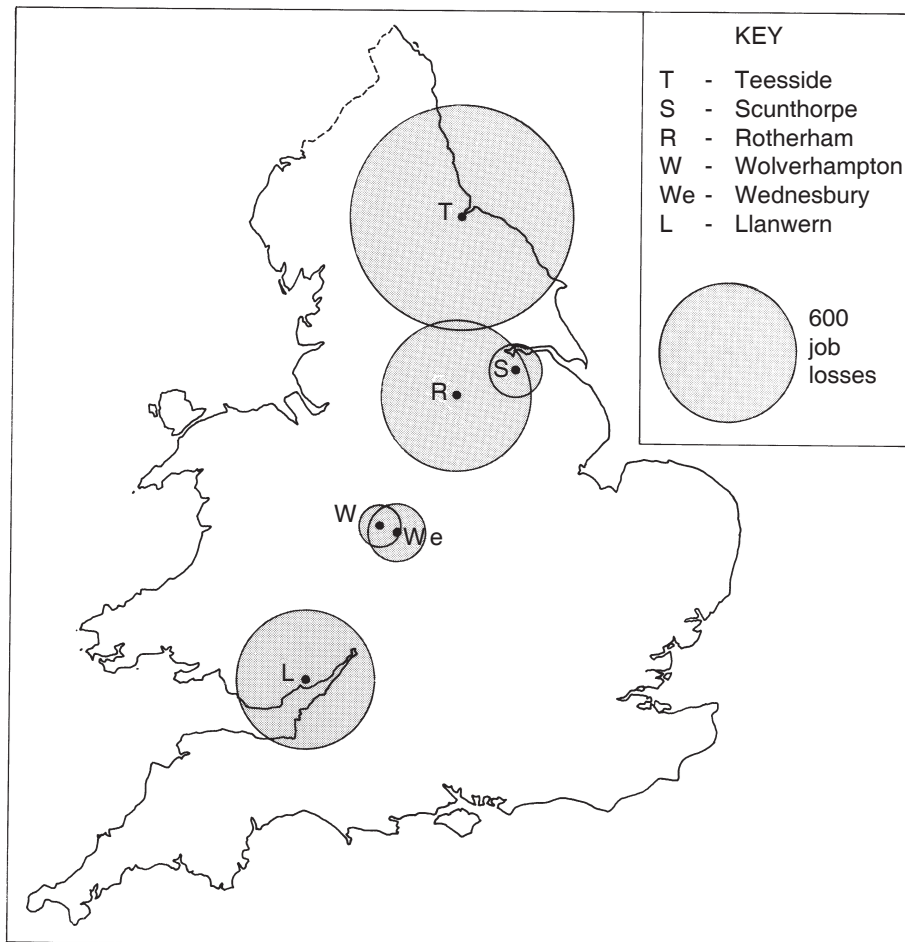 KEY
T - Teesside
S - Scunthorpe
R - Rotherham
W - Wolverhampton
We - Wednesbury
L - Llanwern
600
job
losses
T
S
R
W
We
L